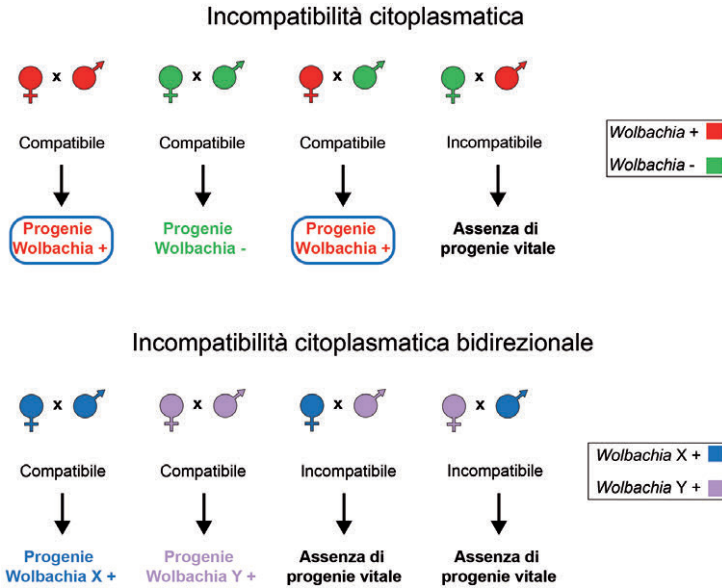 Incompatibilità citoplasmatica
x x x x
Compatibile Compatibile Compatibile Incompatibile
Wolbachia +
Wolbachia -
Progenie Progenie Progenie Assenza di
Wolbachia + Wolbachia - Wolbachia + progenie vitale
Incompatibilità citoplasmatica bidirezionale
x x x x
Compatibile Compatibile Incompatibile Incompatibile
Wolbachia X +
Wolbachia Y +
Progenie Progenie Assenza di Assenza di
Wolbachia X + Wolbachia Y + progenie vitale progenie vitale